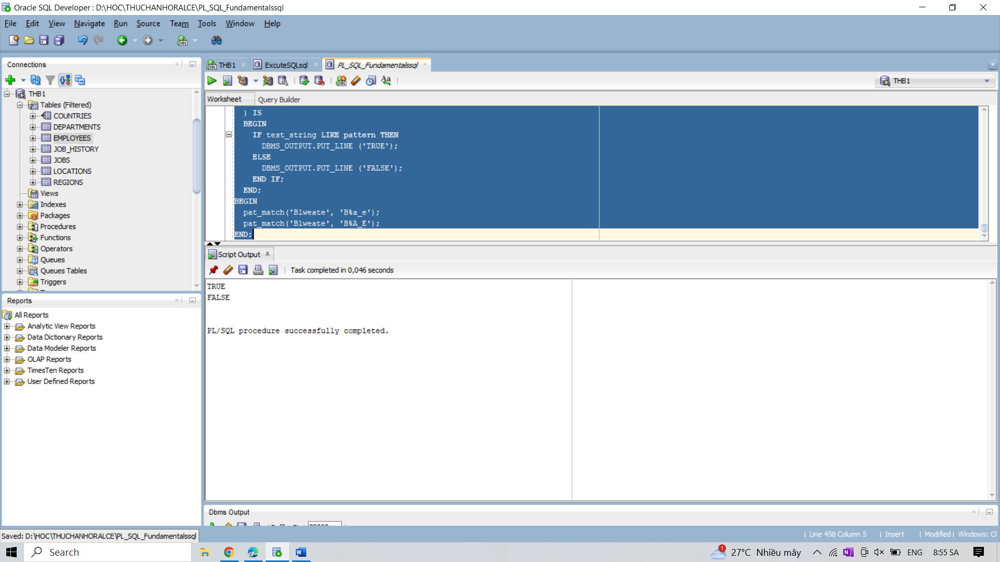 Oracle SQL Developer : D:\HOC\THUCHANHORALCE\PL_SQL_Fundamentalssql
File Edit View Navigate Run Source Team Tools Window Help
Connections
THB1
Tables (Filtered)
COUNTRIES
DEPARTMENTS
EMPLOYEES
JOB_HISTORY
JOBS
LOCATIONS
REGIONS
Views
Indexes
Packages
Procedures
Functions
Operators
Queues
Queues Tables
Triggers
Reports
All Reports
Analytic View Reports
Data Dictionary Reports
Data Modeler Reports
OLAP Reports
TimesTen Reports
User Defined Reports
THB1 ExcuteSQLsql PL_SQL_Fundamentalssql
THB1
Worksheet Query Builder
) IS
BEGIN
IF test_string LIKE pattern THEN
DBMS_OUTPUT.PUT_LINE ('TRUE');
ELSE
DBMS_OUTPUT.PUT_LINE ('FALSE');
END IF;
END;
BEGIN
pat_match('Blweate', 'B%a_e');
pat_match('Blweate', 'B%A_E');
END;
Script Output
Task completed in 0,046 seconds
TRUE
FALSE
PL/SQL procedure successfully completed.
Dbms Output
Saved: D:\HOC\THUCHANHORALCE\PL_SQL_Fundamentalssql
Line 458 Column 5 | Insert | Modified | Windows:
Search
27°C Nhiều mây ENG 8:55 SA